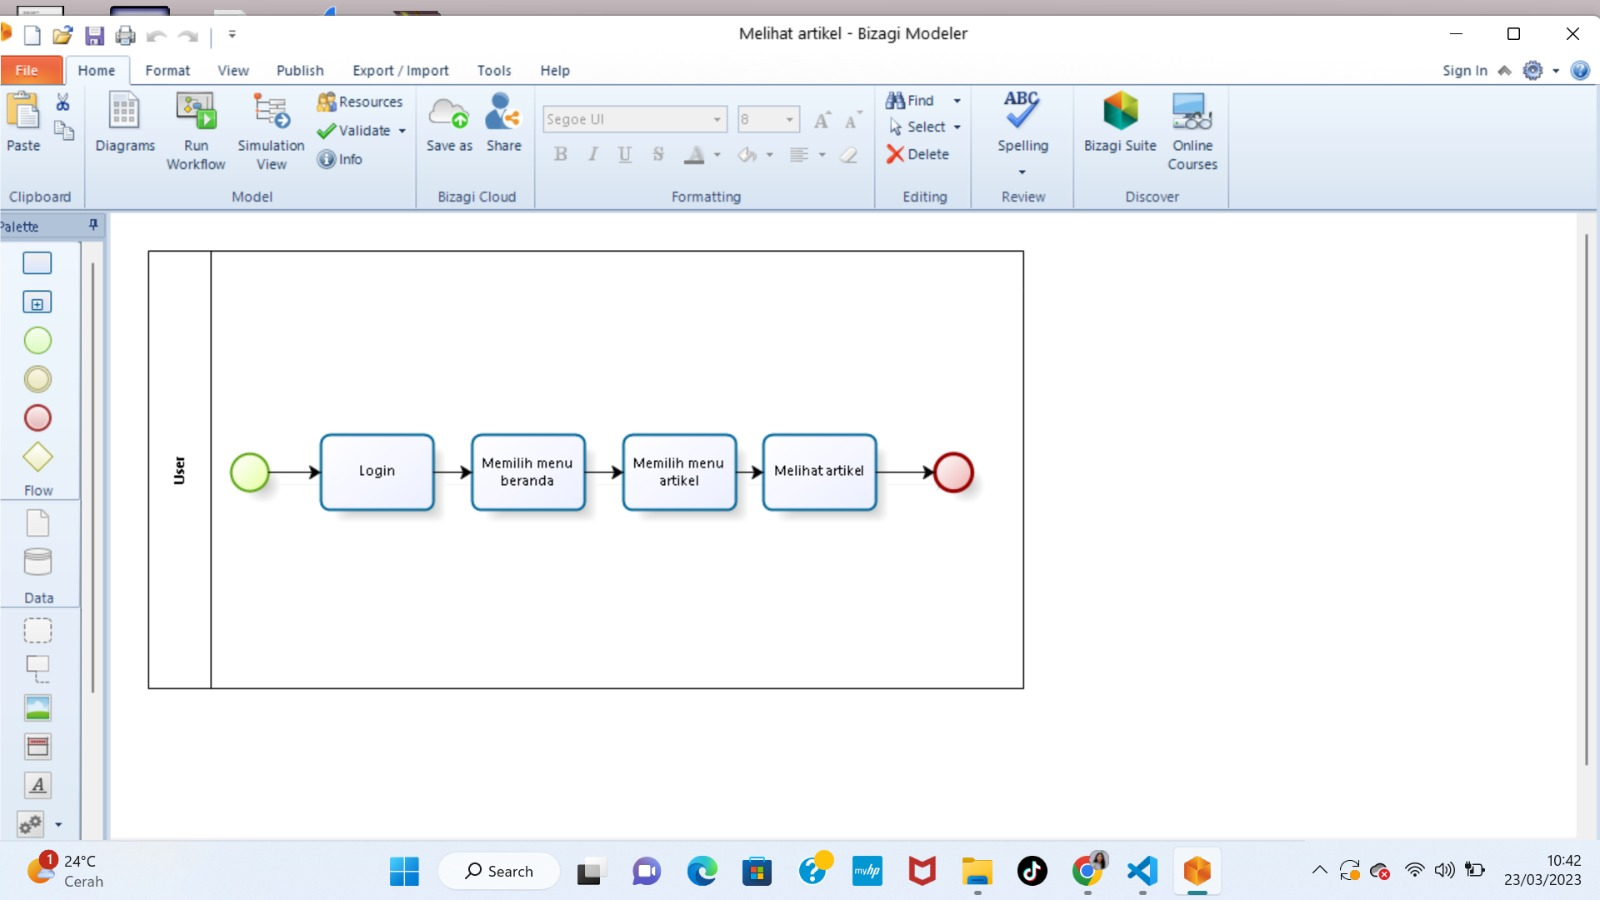 Melihat artikel - Bizagi Modeler
File Home Format View Publish Export / Import Tools Help Sign In
Paste
Diagrams
Run Workflow
Simulation View
Resources
Validate
Info
Save as
Share
Segoe UI 8
A A
B I U S A
Find
Select
Delete
ABC
Spelling
Bizagi Suite
Online Courses
Clipboard Model Bizagi Cloud Formatting Editing Review Discover
Palette
Flow
Data
A
User
Login
Memilih menu
beranda
Memilih menu
artikel
Melihat artikel
1
24°C
Cerah
Search
myhp
10:42
23/03/2023